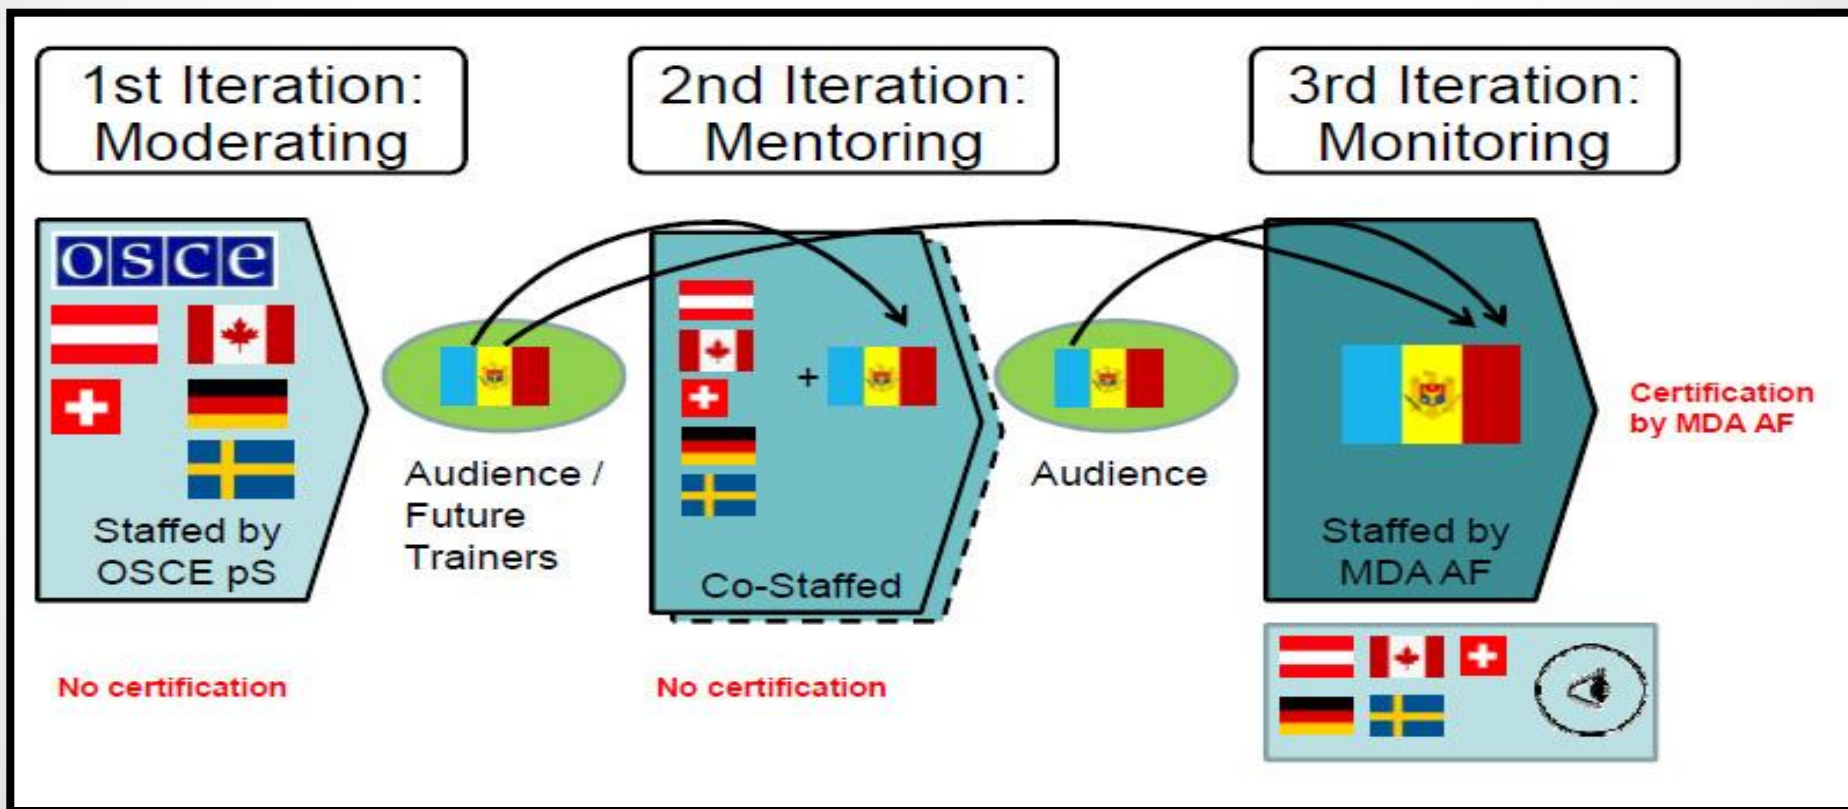 1st Iteration:
Moderating
2nd Iteration:
Mentoring
3rd Iteration:
Monitoring
osce
Staffed by
OSCE pS
No certification
Audience /
Future
Trainers
+
Co-Staffed
No certification
Audience
Staffed by
MDA AF
Certification
by MDA AF